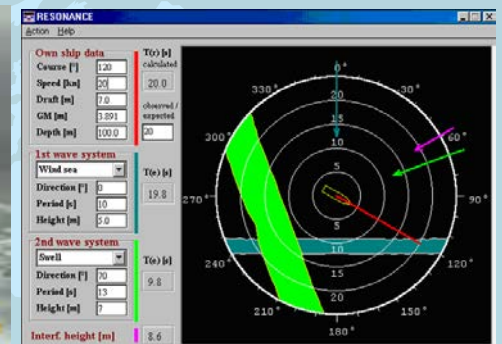 RESONANCE
Action Help
Own ship data
Course [°] 120
Speed [kn] 20
Draft [m] 7.0
GM [m] 3.891
Depth [m] 100.0
T(r) [s]
calculated
20.0
observed /
expected
20
1st wave system
Wind sea
Direction [°] 0
Period [s] 10
Height [m] 5.0
T(e) [s]
19.8
2nd wave system
Swell
Direction [°] 70
Period [s] 13
Height [m] 7
T(e) [s]
9.8
Interf. height [m] 8.6
0°
330°
300°
60°
270°
90°
240°
120°
210°
150°
180°
20
15
10
5
5
10
15
20